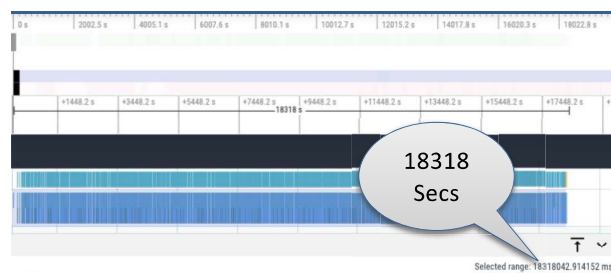 0 s 2002.5 s 4005.1 s 6007.6 s 8010.1 s 10012.7 s 12015.2 s 14017.8 s 16020.3 s 18022.8 s
+1448.2 s +3448.2 s +5448.2 s +7448.2 s +9448.2 s +11448.2 s +13448.2 s +15448.2 s +17448.2 s
18318 s
18318
Secs
Selected range: 18318042.914152 ms